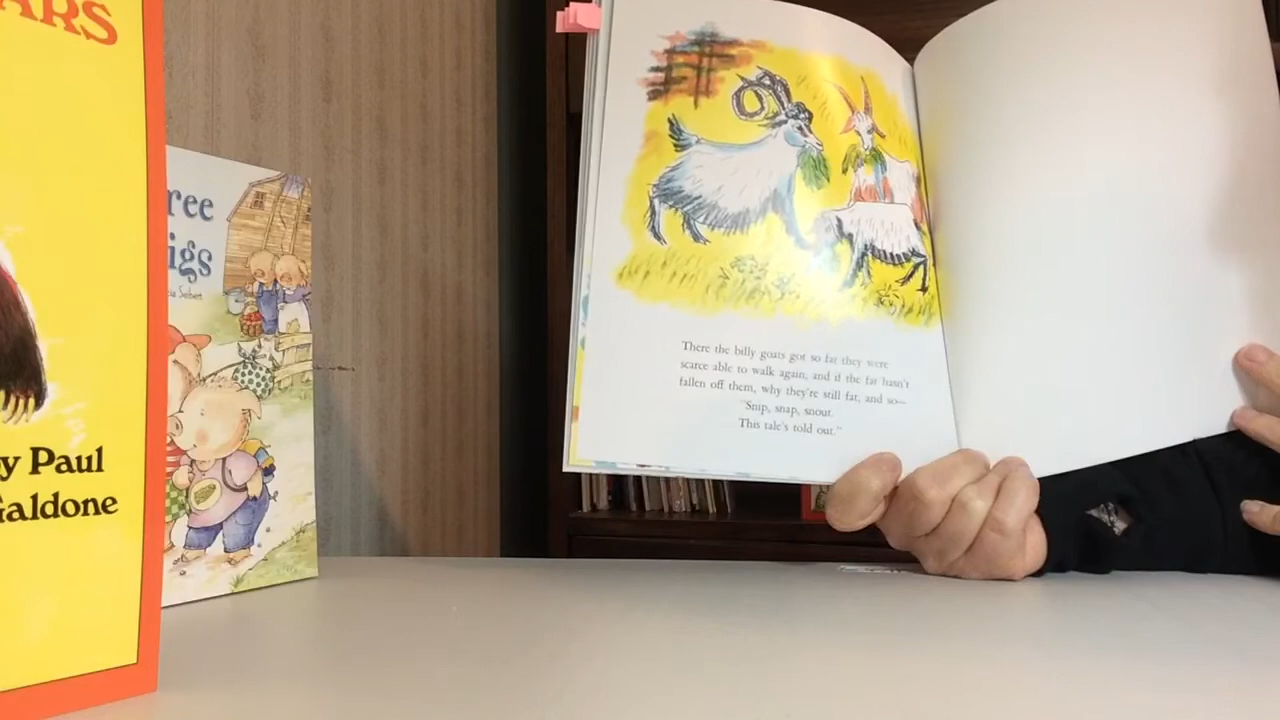 ARS
y Paul
Galdone
ree
igs
There the billy goats got so fat they were
scarce able to walk again, and if the fat hasn't
fallen off them, why they're still fat, and so—
"Snip, snap, snout.
This tale's told out."